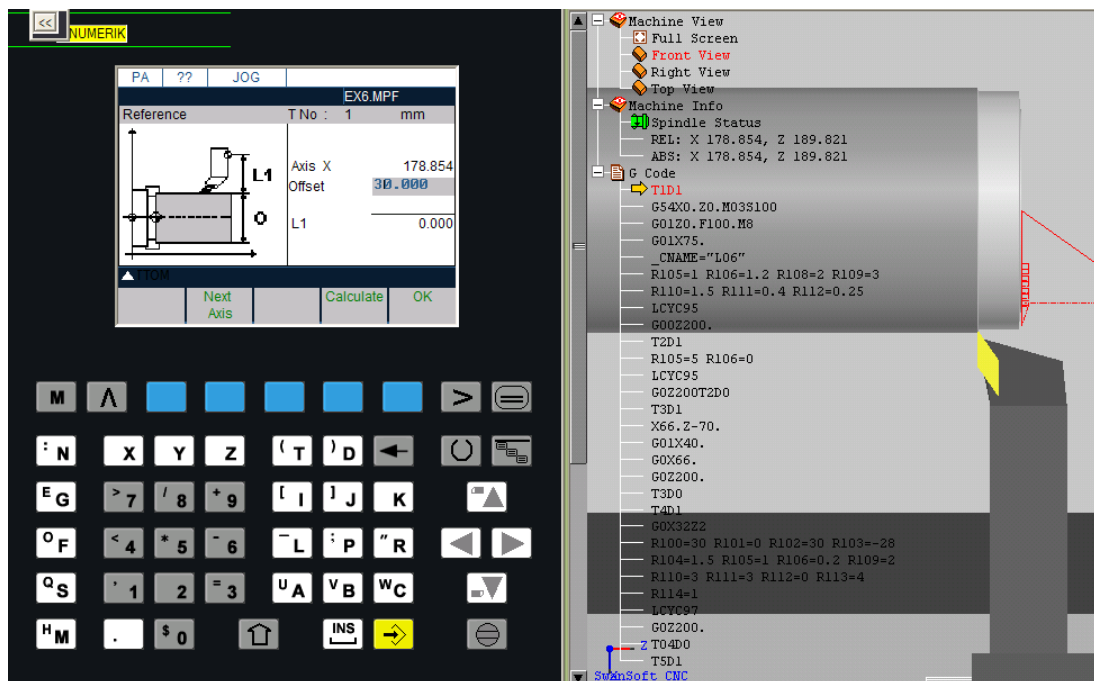 <<
NUMERIK
PA ?? JOG
EX6.MPF
Reference T No : 1 mm
L1
O
Axis X 178.854
Offset 30.000
L1 0.000
Next Axis Calculate OK
M Λ > 
: N X Y Z ( T ) D
E G > 7 / 8 + 9 [ I ] J K
O F < 4 * 5 - 6 ‾ L ; P " R
Q S ' 1 2 = 3 U A V B W C
H M . $ 0 INS
Machine View
Full Screen
Front View
Right View
Top View
Machine Info
Spindle Status
REL: X 178.854, Z 189.821
ABS: X 178.854, Z 189.821
G Code
T1D1
G54X0.Z0.M03S100
G01Z0.F100.M8
G01X75.
_CNAME="L06"
R105=1 R106=1.2 R108=2 R109=3
R110=1.5 R111=0.4 R112=0.25
LCYC95
G00Z200.
T2D1
R105=5 R106=0
LCYC95
G0Z200T2D0
T3D1
X66.Z-70.
G01X40.
G0X66.
G0Z200.
T3D0
T4D1
G0X32Z2
R100=30 R101=0 R102=30 R103=-28
R104=1.5 R105=1 R106=0.2 R109=2
R110=3 R111=3 R112=0 R113=4
R114=1
LCYC97
G0Z200.
Z T04D0
T5D1
SwanSoft CNC